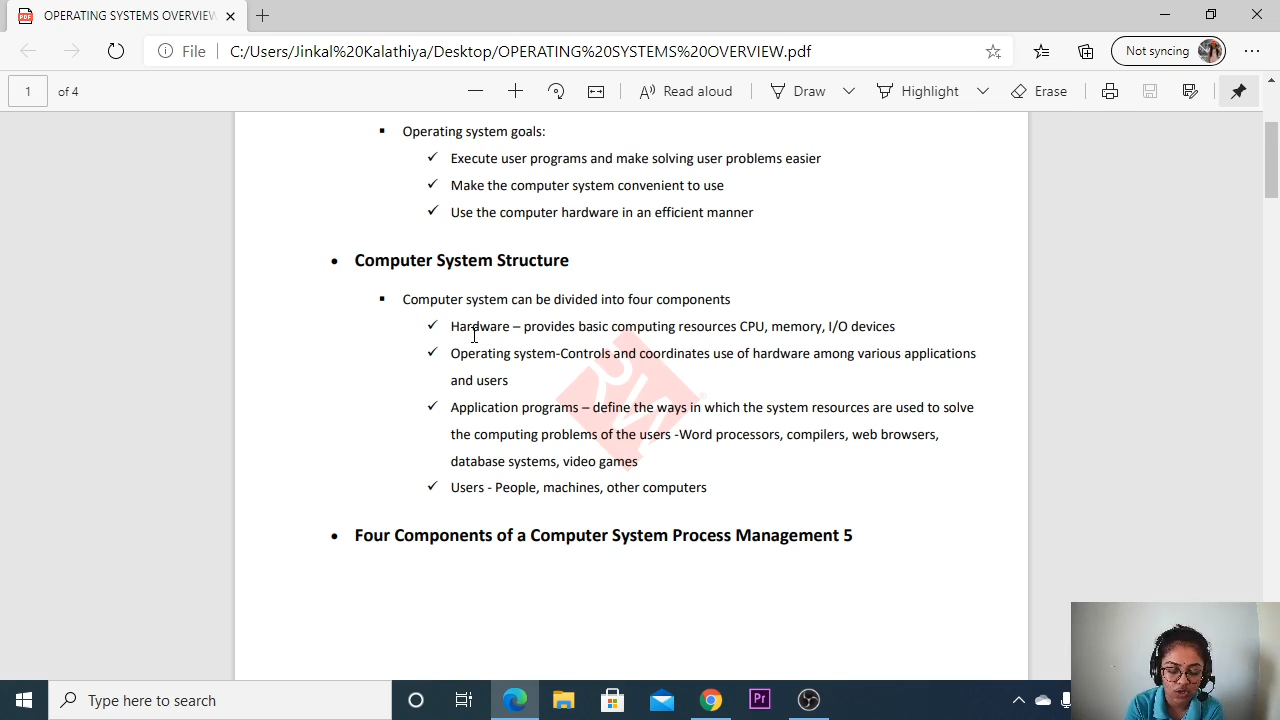 OPERATING SYSTEMS OVERVIEW
File
C:/Users/Jinkal%20Kalathiya/Desktop/OPERATING%20SYSTEMS%20OVERVIEW.pdf
Not syncing
1 of 4
Read aloud
Draw
Highlight
Erase
Operating system goals:
Execute user programs and make solving user problems easier
Make the computer system convenient to use
Use the computer hardware in an efficient manner
Computer System Structure
Computer system can be divided into four components
Hardware – provides basic computing resources CPU, memory, I/O devices
Operating system-Controls and coordinates use of hardware among various applications
and users
Application programs – define the ways in which the system resources are used to solve
the computing problems of the users -Word processors, compilers, web browsers,
database systems, video games
Users - People, machines, other computers
Four Components of a Computer System Process Management 5
Type here to search
Pr